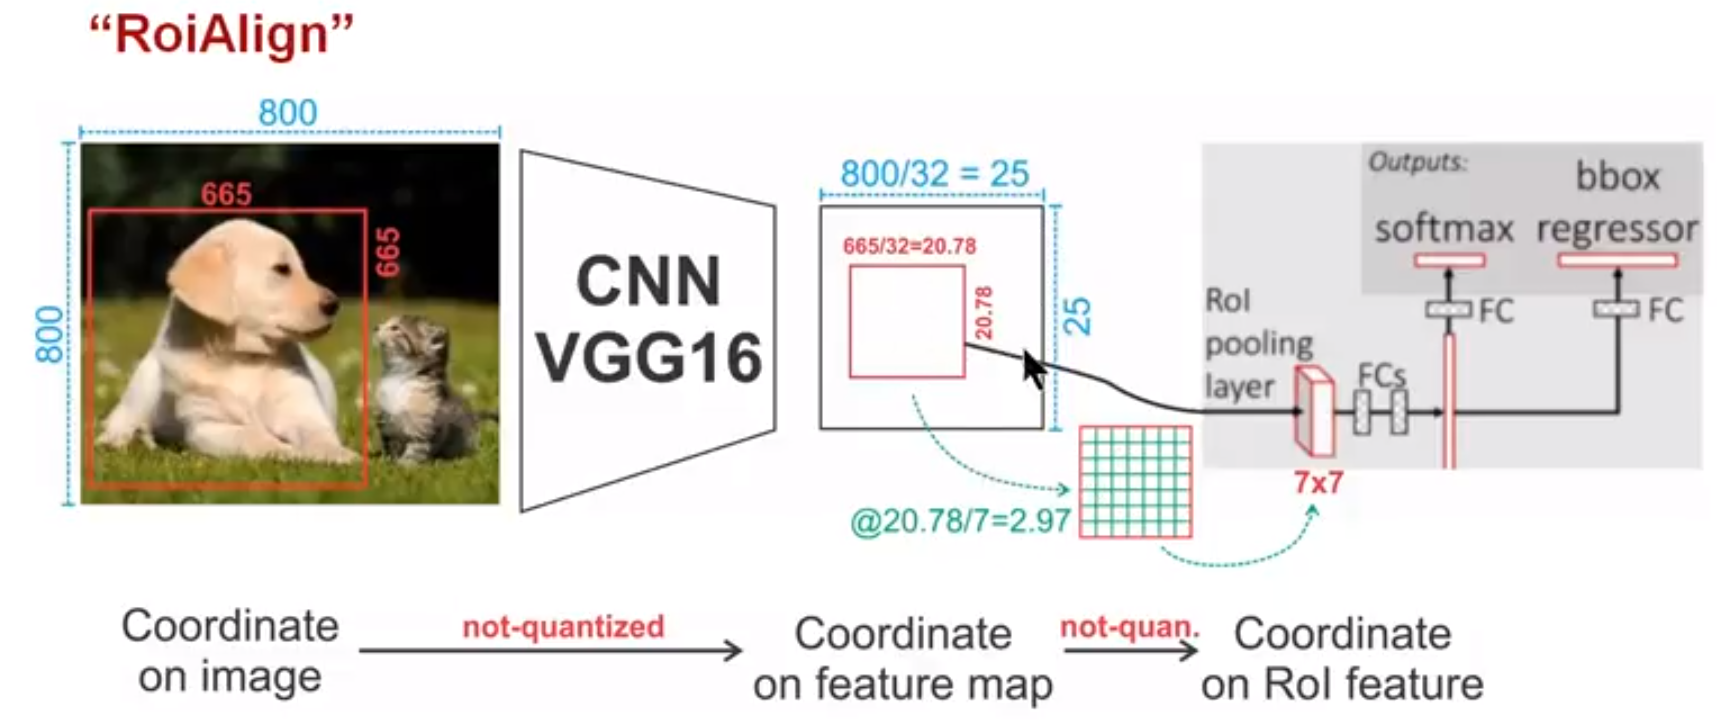 “RoiAlign”
800
800
665
665
CNN
VGG16
800/32 = 25
25
665/32=20.78
20.78
@20.78/7=2.97
RoI
pooling
layer
7x7
FCs
Outputs:
softmax
bbox
regressor
FC
FC
Coordinate
on image
not-quantized
Coordinate
on feature map
not-quan.
Coordinate
on RoI feature